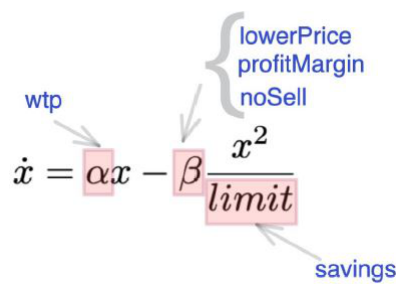 lowerPrice
profitMargin
noSell
wtp
ẋ = αx − β x² / limit
savings